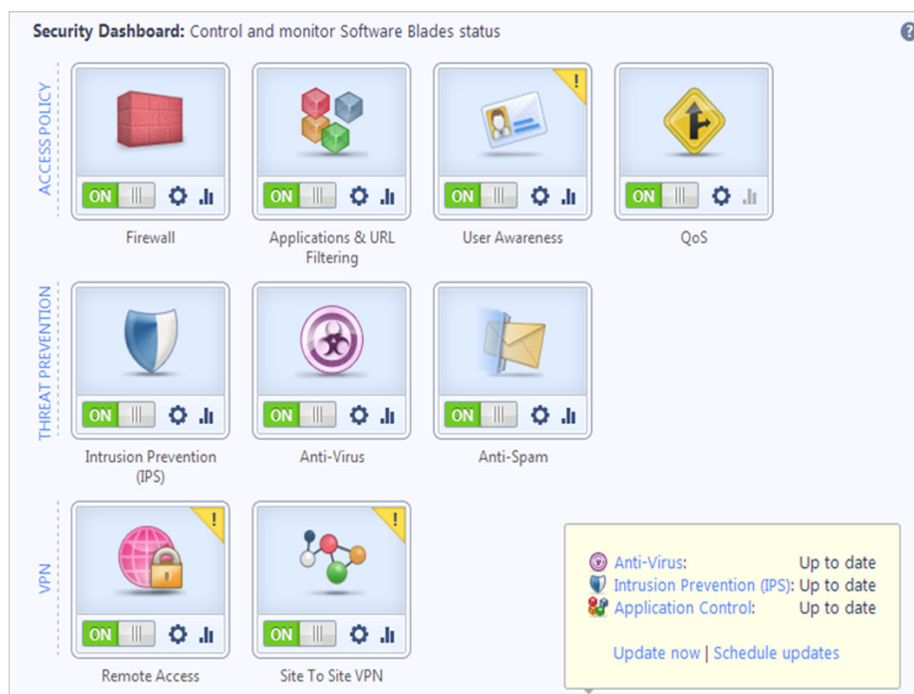 Security Dashboard: Control and monitor Software Blades status
?
ACCESS POLICY
!
ON
ON
ON
ON
Firewall
Applications & URL
Filtering
User Awareness
QoS
THREAT PREVENTION
ON
ON
ON
Intrusion Prevention
(IPS)
Anti-Virus
Anti-Spam
VPN
!
!
ON
ON
Remote Access
Site To Site VPN
Anti-Virus: Up to date
Intrusion Prevention (IPS): Up to date
Application Control: Up to date
Update now | Schedule updates